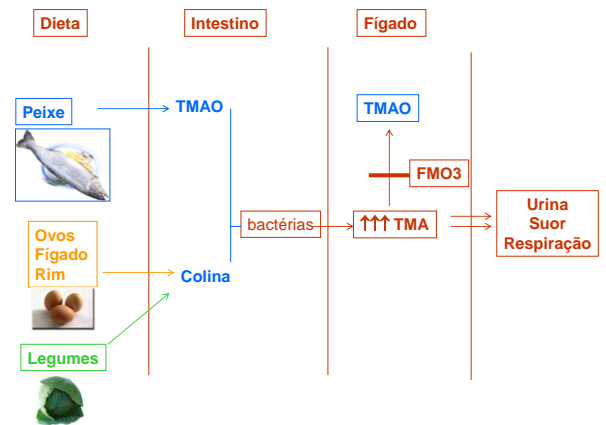 Dieta
Intestino
Fígado
Peixe
TMAO
TMAO
FMO3
Ovos
Fígado
Rim
bactérias
↑↑↑ TMA
Urina
Suor
Respiração
Colina
Legumes